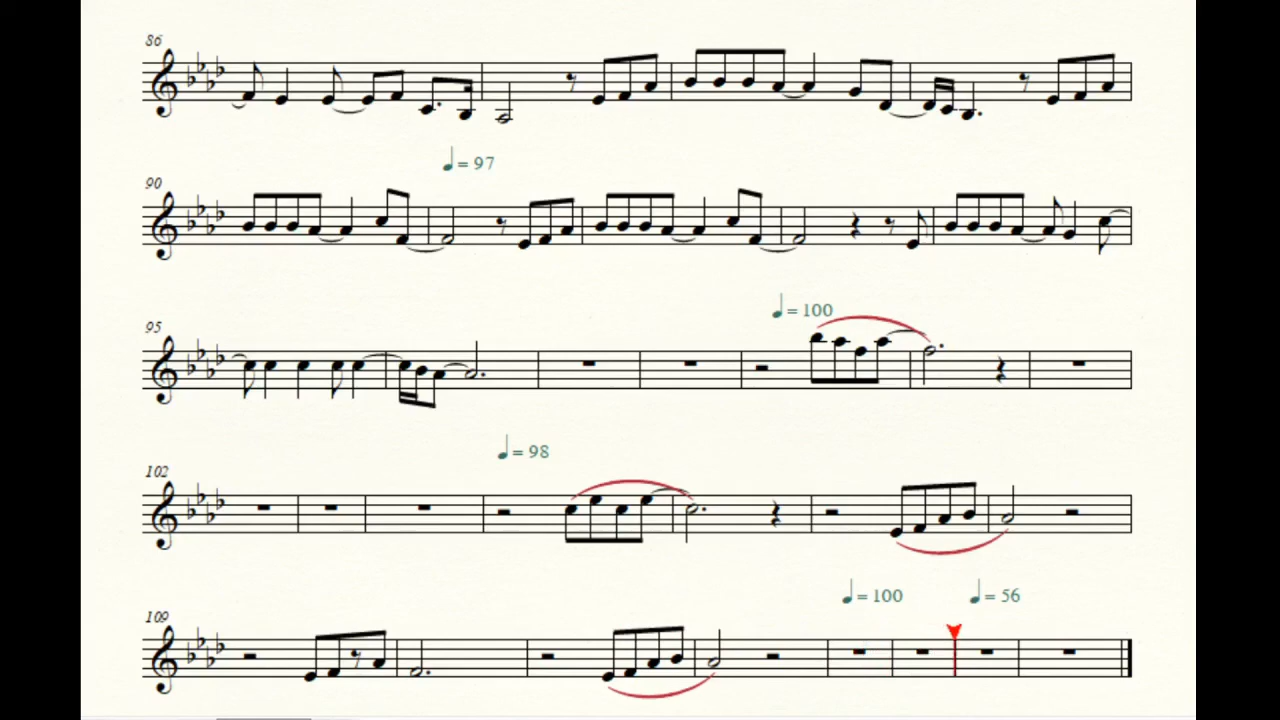 86
♩ = 97
90
♩ = 100
95
♩ = 98
102
♩ = 100 ♩ = 56
109